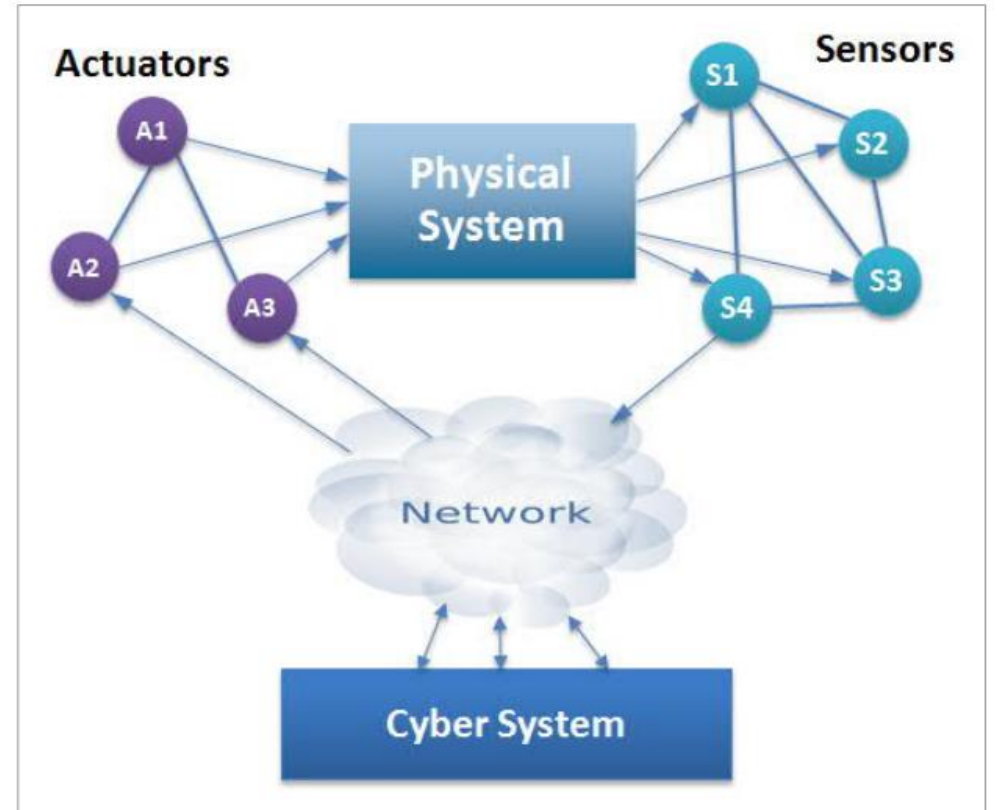 Actuators
Sensors
A1
A2
A3
Physical
System
S1
S2
S3
S4
Network
Cyber System